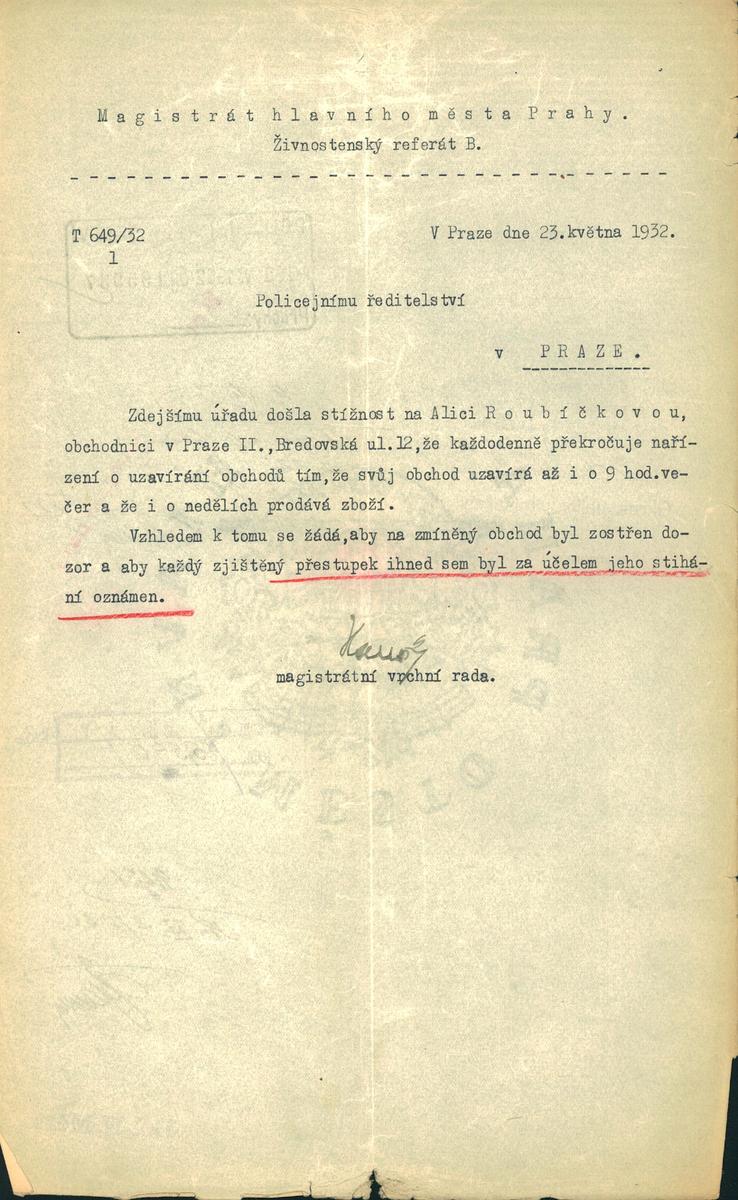 Magistrát hlavního města Prahy.
Živnostenský referát B.
T 649/32
1
V Praze dne 23.května 1932.
Policejnímu ředitelství
v PRAZE.
Zdejšímu úřadu došla stížnost na Alici Roubíčkovou,
obchodnici v Praze II.,Bredovská ul.12,že každodenně překročuje naří-
zení o uzavírání obchodů tím,že svůj obchod uzavírá až i o 9 hod.ve-
čer a že i o nedělích prodává zboží.
Vzhledem k tomu se žádá,aby na zmíněný obchod byl zostřen do-
zor a aby každý zjištěný přestupek ihned sem byl za účelem jeho stihá-
ní oznámen.
magistrátní vrchní rada.